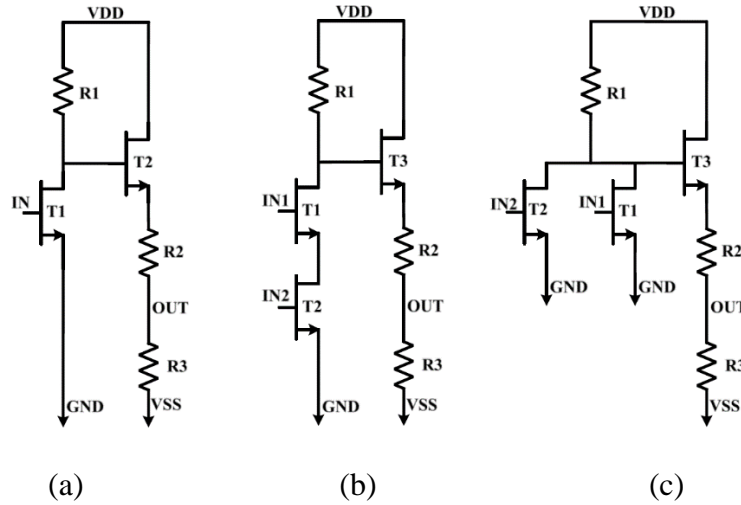 VDD
R1
T2
IN
T1
R2
OUT
R3
GND
VSS
(a)
VDD
R1
T3
IN1
T1
R2
IN2
T2
OUT
R3
GND
VSS
(b)
VDD
R1
T3
IN2
T2
IN1
T1
R2
GND
GND
OUT
R3
VSS
(c)